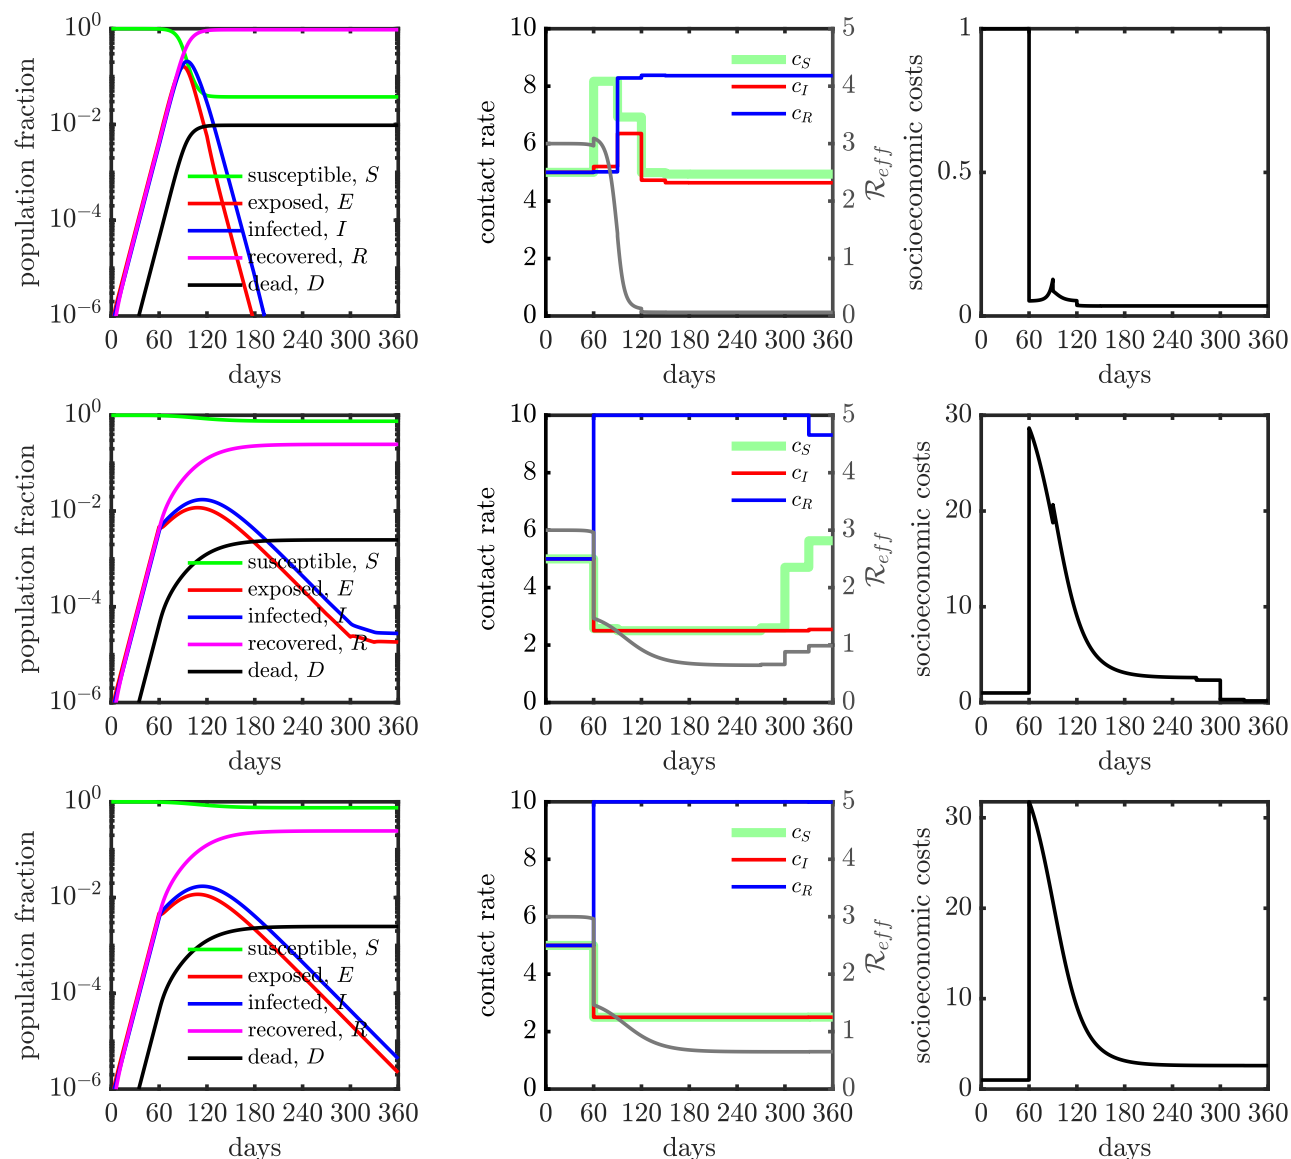 population fraction
10^0
10^-2
10^-4
10^-6
susceptible, S
exposed, E
infected, I
recovered, R
dead, D
0 60 120 180 240 300 360
days
contact rate
10
8
6
4
2
0
c_S
c_I
c_R
5
4
3
2
1
0
R_eff
0 60 120 180 240 300 360
days
socioeconomic costs
1
0.5
0
0 60 120 180 240 300 360
days
population fraction
10^0
10^-2
10^-4
10^-6
susceptible, S
exposed, E
infected, I
recovered, R
dead, D
0 60 120 180 240 300 360
days
contact rate
10
8
6
4
2
0
c_S
c_I
c_R
5
4
3
2
1
0
R_eff
0 60 120 180 240 300 360
days
socioeconomic costs
30
20
10
0
0 60 120 180 240 300 360
days
population fraction
10^0
10^-2
10^-4
10^-6
susceptible, S
exposed, E
infected, I
recovered, R
dead, D
0 60 120 180 240 300 360
days
contact rate
10
8
6
4
2
0
c_S
c_I
c_R
5
4
3
2
1
0
R_eff
0 60 120 180 240 300 360
days
socioeconomic costs
30
20
10
0
0 60 120 180 240 300 360
days